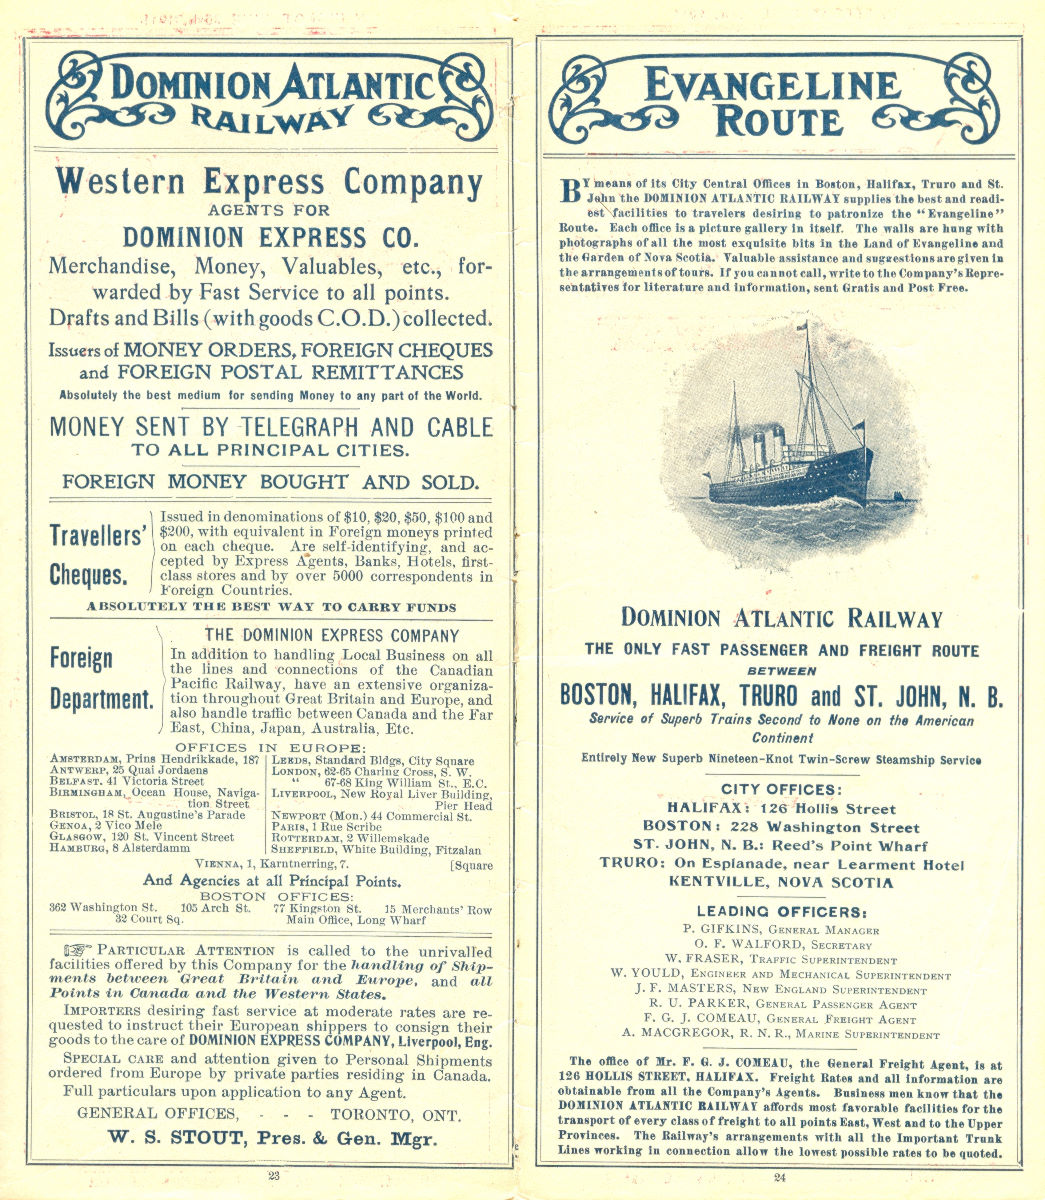 DOMINION ATLANTIC
RAILWAY
Western Express Company
AGENTS FOR
DOMINION EXPRESS CO.
Merchandise, Money, Valuables, etc., for-
warded by Fast Service to all points.
Drafts and Bills (with goods C.O.D.) collected.
Issuers of MONEY ORDERS, FOREIGN CHEQUES
and FOREIGN POSTAL REMITTANCES
Absolutely the best medium for sending Money to any part of the World.
MONEY SENT BY TELEGRAPH AND CABLE
TO ALL PRINCIPAL CITIES.
FOREIGN MONEY BOUGHT AND SOLD.
Travellers'
Cheques.
Issued in denominations of $10, $20, $50, $100 and
$200, with equivalent in Foreign moneys printed
on each cheque. Are self-identifying, and ac-
cepted by Express Agents, Banks, Hotels, first-
class stores and by over 5000 correspondents in
Foreign Countries.
ABSOLUTELY THE BEST WAY TO CARRY FUNDS
Foreign
Department.
THE DOMINION EXPRESS COMPANY
In addition to handling Local Business on all
the lines and connections of the Canadian
Pacific Railway, have an extensive organiza-
tion throughout Great Britain and Europe, and
also handle traffic between Canada and the Far
East, China, Japan, Australia, Etc.
OFFICES IN EUROPE:
AMSTERDAM, Prins Hendrikkade, 187
ANTWERP, 25 Quai Jordaens
BELFAST. 41 Victoria Street
BIRMINGHAM, Ocean House, Naviga-
tion Street
BRISTOL, 18 St. Augustine's Parade
GENOA, 2 Vico Mele
GLASGOW, 120 St. Vincent Street
HAMBURG, 8 Alsterdamm
LEEDS, Standard Bldgs, City Square
LONDON, 62-65 Charing Cross, S. W.
" 67-68 King William St., E.C.
LIVERPOOL, New Royal Liver Building,
Pier Head
NEWPORT (Mon.) 44 Commercial St.
PARIS, 1 Rue Scribe
ROTTERDAM, 2 Willemskade
SHEFFIELD, White Building, Fitzalan
VIENNA, 1, Karntnerring, 7. [Square
And Agencies at all Principal Points.
BOSTON OFFICES:
362 Washington St. 105 Arch St. 77 Kingston St. 15 Merchants' Row
32 Court Sq. Main Office, Long Wharf
PARTICULAR ATTENTION is called to the unrivalled
facilities offered by this Company for the handling of Ship-
ments between Great Britain and Europe, and all
Points in Canada and the Western States.
IMPORTERS desiring fast service at moderate rates are re-
quested to instruct their European shippers to consign their
goods to the care of DOMINION EXPRESS COMPANY, Liverpool, Eng.
SPECIAL CARE and attention given to Personal Shipments
ordered from Europe by private parties residing in Canada.
Full particulars upon application to any Agent.
GENERAL OFFICES, - - - TORONTO, ONT.
W. S. STOUT, Pres. & Gen. Mgr.
23
EVANGELINE
ROUTE
BY means of its City Central Offices in Boston, Halifax, Truro and St.
John the DOMINION ATLANTIC RAILWAY supplies the best and readi-
est facilities to travelers desiring to patronize the "Evangeline"
Route. Each office is a picture gallery in itself. The walls are hung with
photographs of all the most exquisite bits in the Land of Evangeline and
the Garden of Nova Scotia. Valuable assistance and suggestions are given in
the arrangements of tours. If you cannot call, write to the Company's Repre-
sentatives for literature and information, sent Gratis and Post Free.
DOMINION ATLANTIC RAILWAY
THE ONLY FAST PASSENGER AND FREIGHT ROUTE
BETWEEN
BOSTON, HALIFAX, TRURO and ST. JOHN, N. B.
Service of Superb Trains Second to None on the American
Continent
Entirely New Superb Nineteen-Knot Twin-Screw Steamship Service
CITY OFFICES:
HALIFAX: 126 Hollis Street
BOSTON: 228 Washington Street
ST. JOHN, N. B.: Reed's Point Wharf
TRURO: On Esplanade, near Learment Hotel
KENTVILLE, NOVA SCOTIA
LEADING OFFICERS:
P. GIFKINS, GENERAL MANAGER
O. F. WALFORD, SECRETARY
W. FRASER, TRAFFIC SUPERINTENDENT
W. YOULD, ENGINEER AND MECHANICAL SUPERINTENDENT
J. F. MASTERS, NEW ENGLAND SUPERINTENDENT
R. U. PARKER, GENERAL PASSENGER AGENT
F. G. J. COMEAU, GENERAL FREIGHT AGENT
A. MACGREGOR, R. N. R., MARINE SUPERINTENDENT
The office of Mr. F. G. J. COMEAU, the General Freight Agent, is at
126 HOLLIS STREET, HALIFAX. Freight Rates and all information are
obtainable from all the Company's Agents. Business men know that the
DOMINION ATLANTIC RAILWAY affords most favorable facilities for the
transport of every class of freight to all points East, West and to the Upper
Provinces. The Railway's arrangements with all the Important Trunk
Lines working in connection allow the lowest possible rates to be quoted.
24